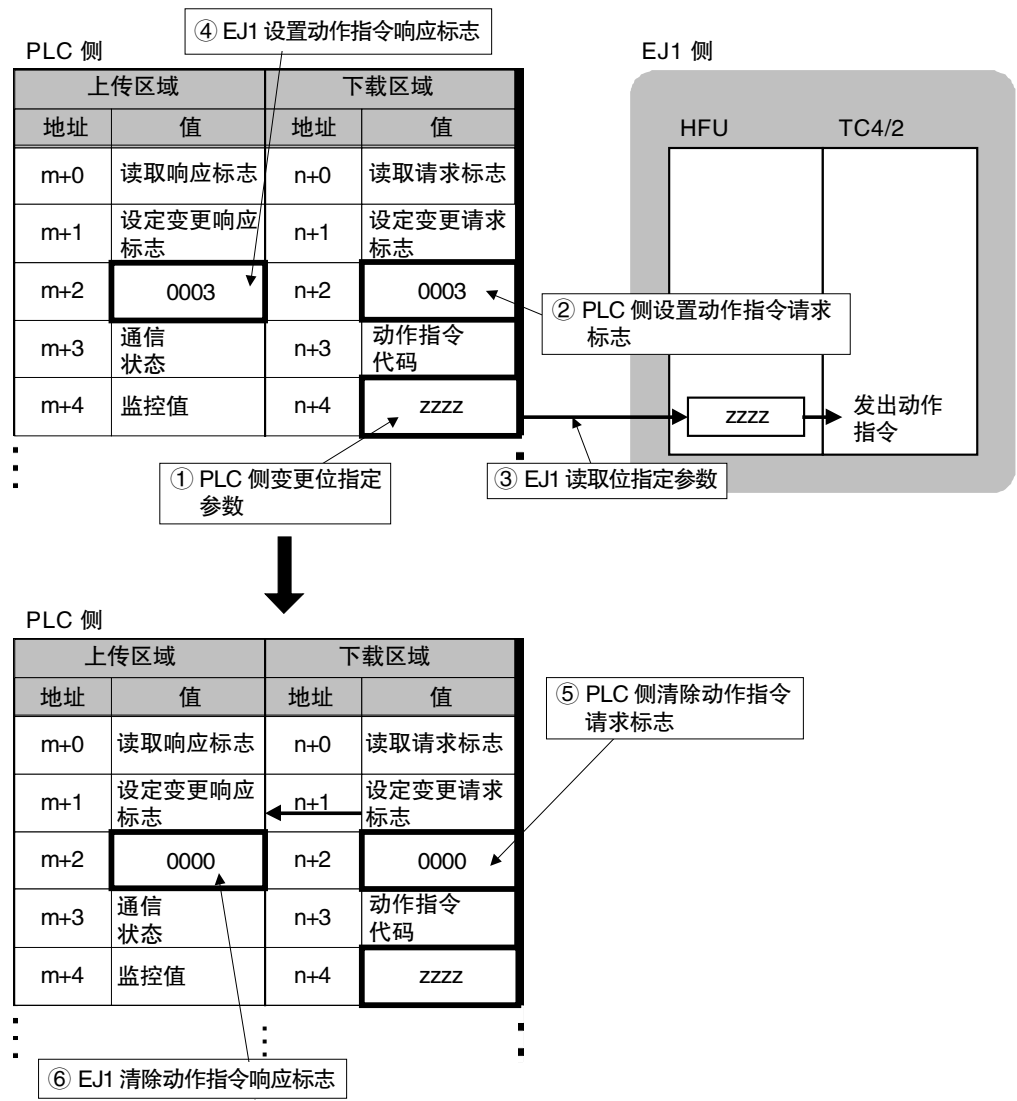 ④ EJ1 设置动作指令响应标志
PLC 侧
EJ1 侧
上传区域 下载区域
地址 值 地址 值
HFU TC4/2
m+0 读取响应标志 n+0 读取请求标志
m+1 设定变更响应标志 n+1 设定变更请求标志
m+2 0003 n+2 0003
② PLC 侧设置动作指令请求
标志
m+3 通信状态 n+3 动作指令代码
m+4 监控值 n+4 zzzz
zzzz
发出动作
指令
① PLC 侧变更位指定
参数
③ EJ1 读取位指定参数
PLC 侧
上传区域 下载区域
地址 值 地址 值
⑤ PLC 侧清除动作指令
请求标志
m+0 读取响应标志 n+0 读取请求标志
m+1 设定变更响应标志 n+1 设定变更请求标志
m+2 0000 n+2 0000
m+3 通信状态 n+3 动作指令代码
m+4 监控值 n+4 zzzz
⑥ EJ1 清除动作指令响应标志